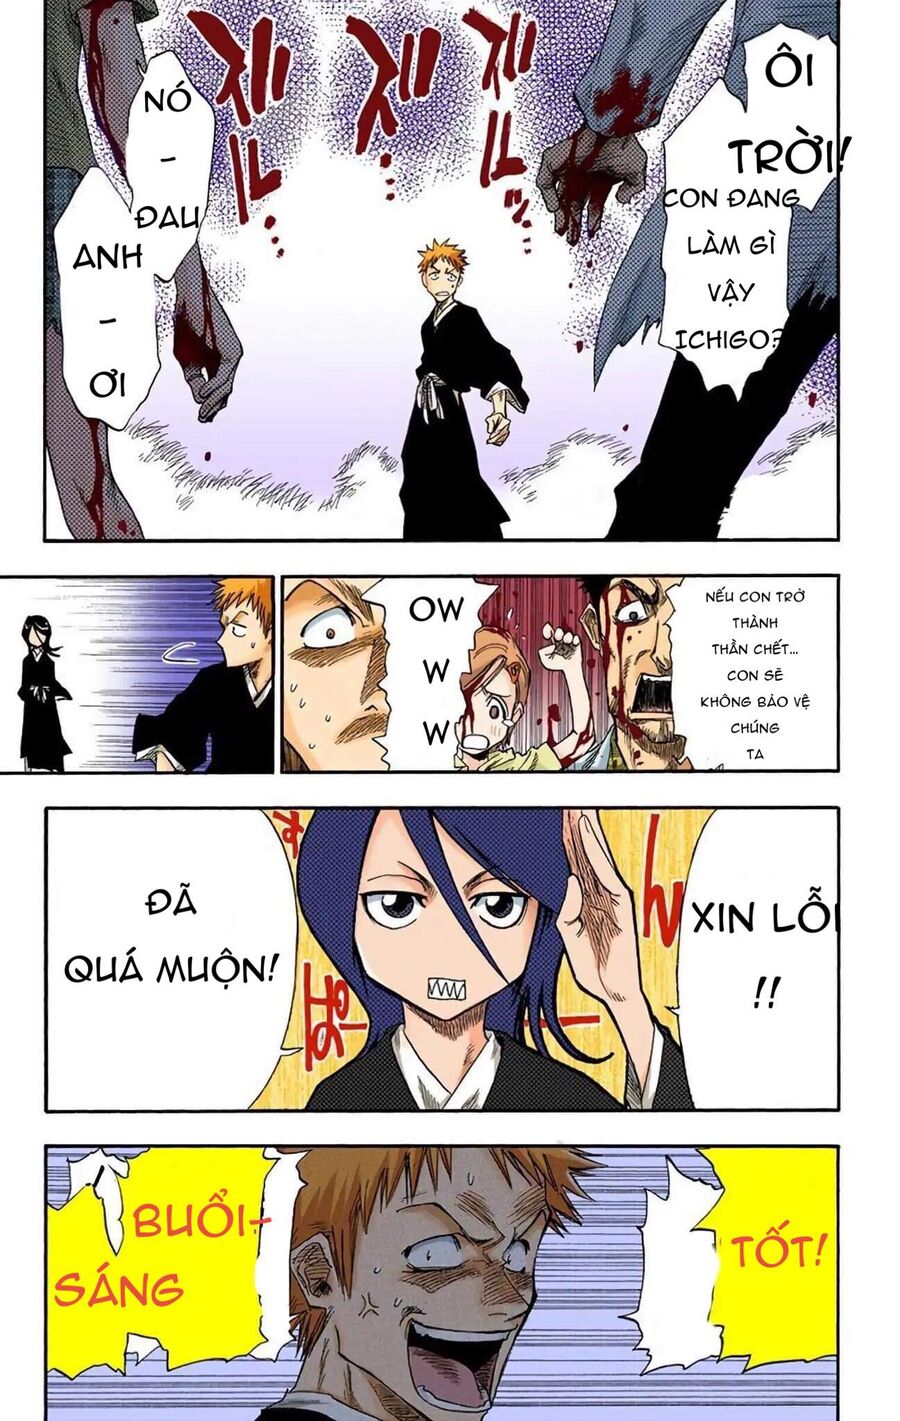 ÔI
TRỜI!
CON ĐANG
LÀM GÌ
VẬY
ICHIGO?
NÓ
-
ĐAU
ANH
-
ƠI
NẾU CON TRỞ
THÀNH
THẦN CHẾT...
CON SẼ
KHÔNG BẢO VỆ
CHÚNG
TA
OW
W
W
W
XIN LỖI
!!
ĐÃ
QUÁ MUỘN!
TỐT!
BUỔI-
SÁNG